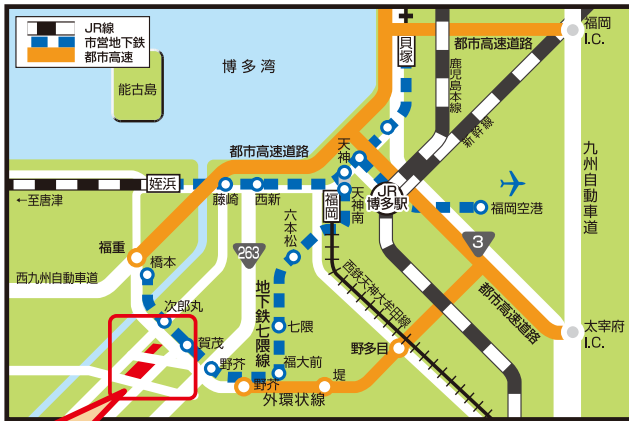 JR線
市営地下鉄
都市高速
博多湾
能古島
貝塚
都市高速道路
福岡
I.C.
鹿児島本線
新幹線
九州自動車道
都市高速道路
天神
天神南
JR
博多駅
福岡空港
姪浜
←至唐津
藤崎
西新
福岡
六本松
263
3
福重
橋本
西九州自動車道
地下鉄七隈線
西鉄天神大牟田線
都市高速道路
太宰府
I.C.
次郎丸
賀茂
七隈
野多目
野芥
福大前
野芥
堤
外環状線